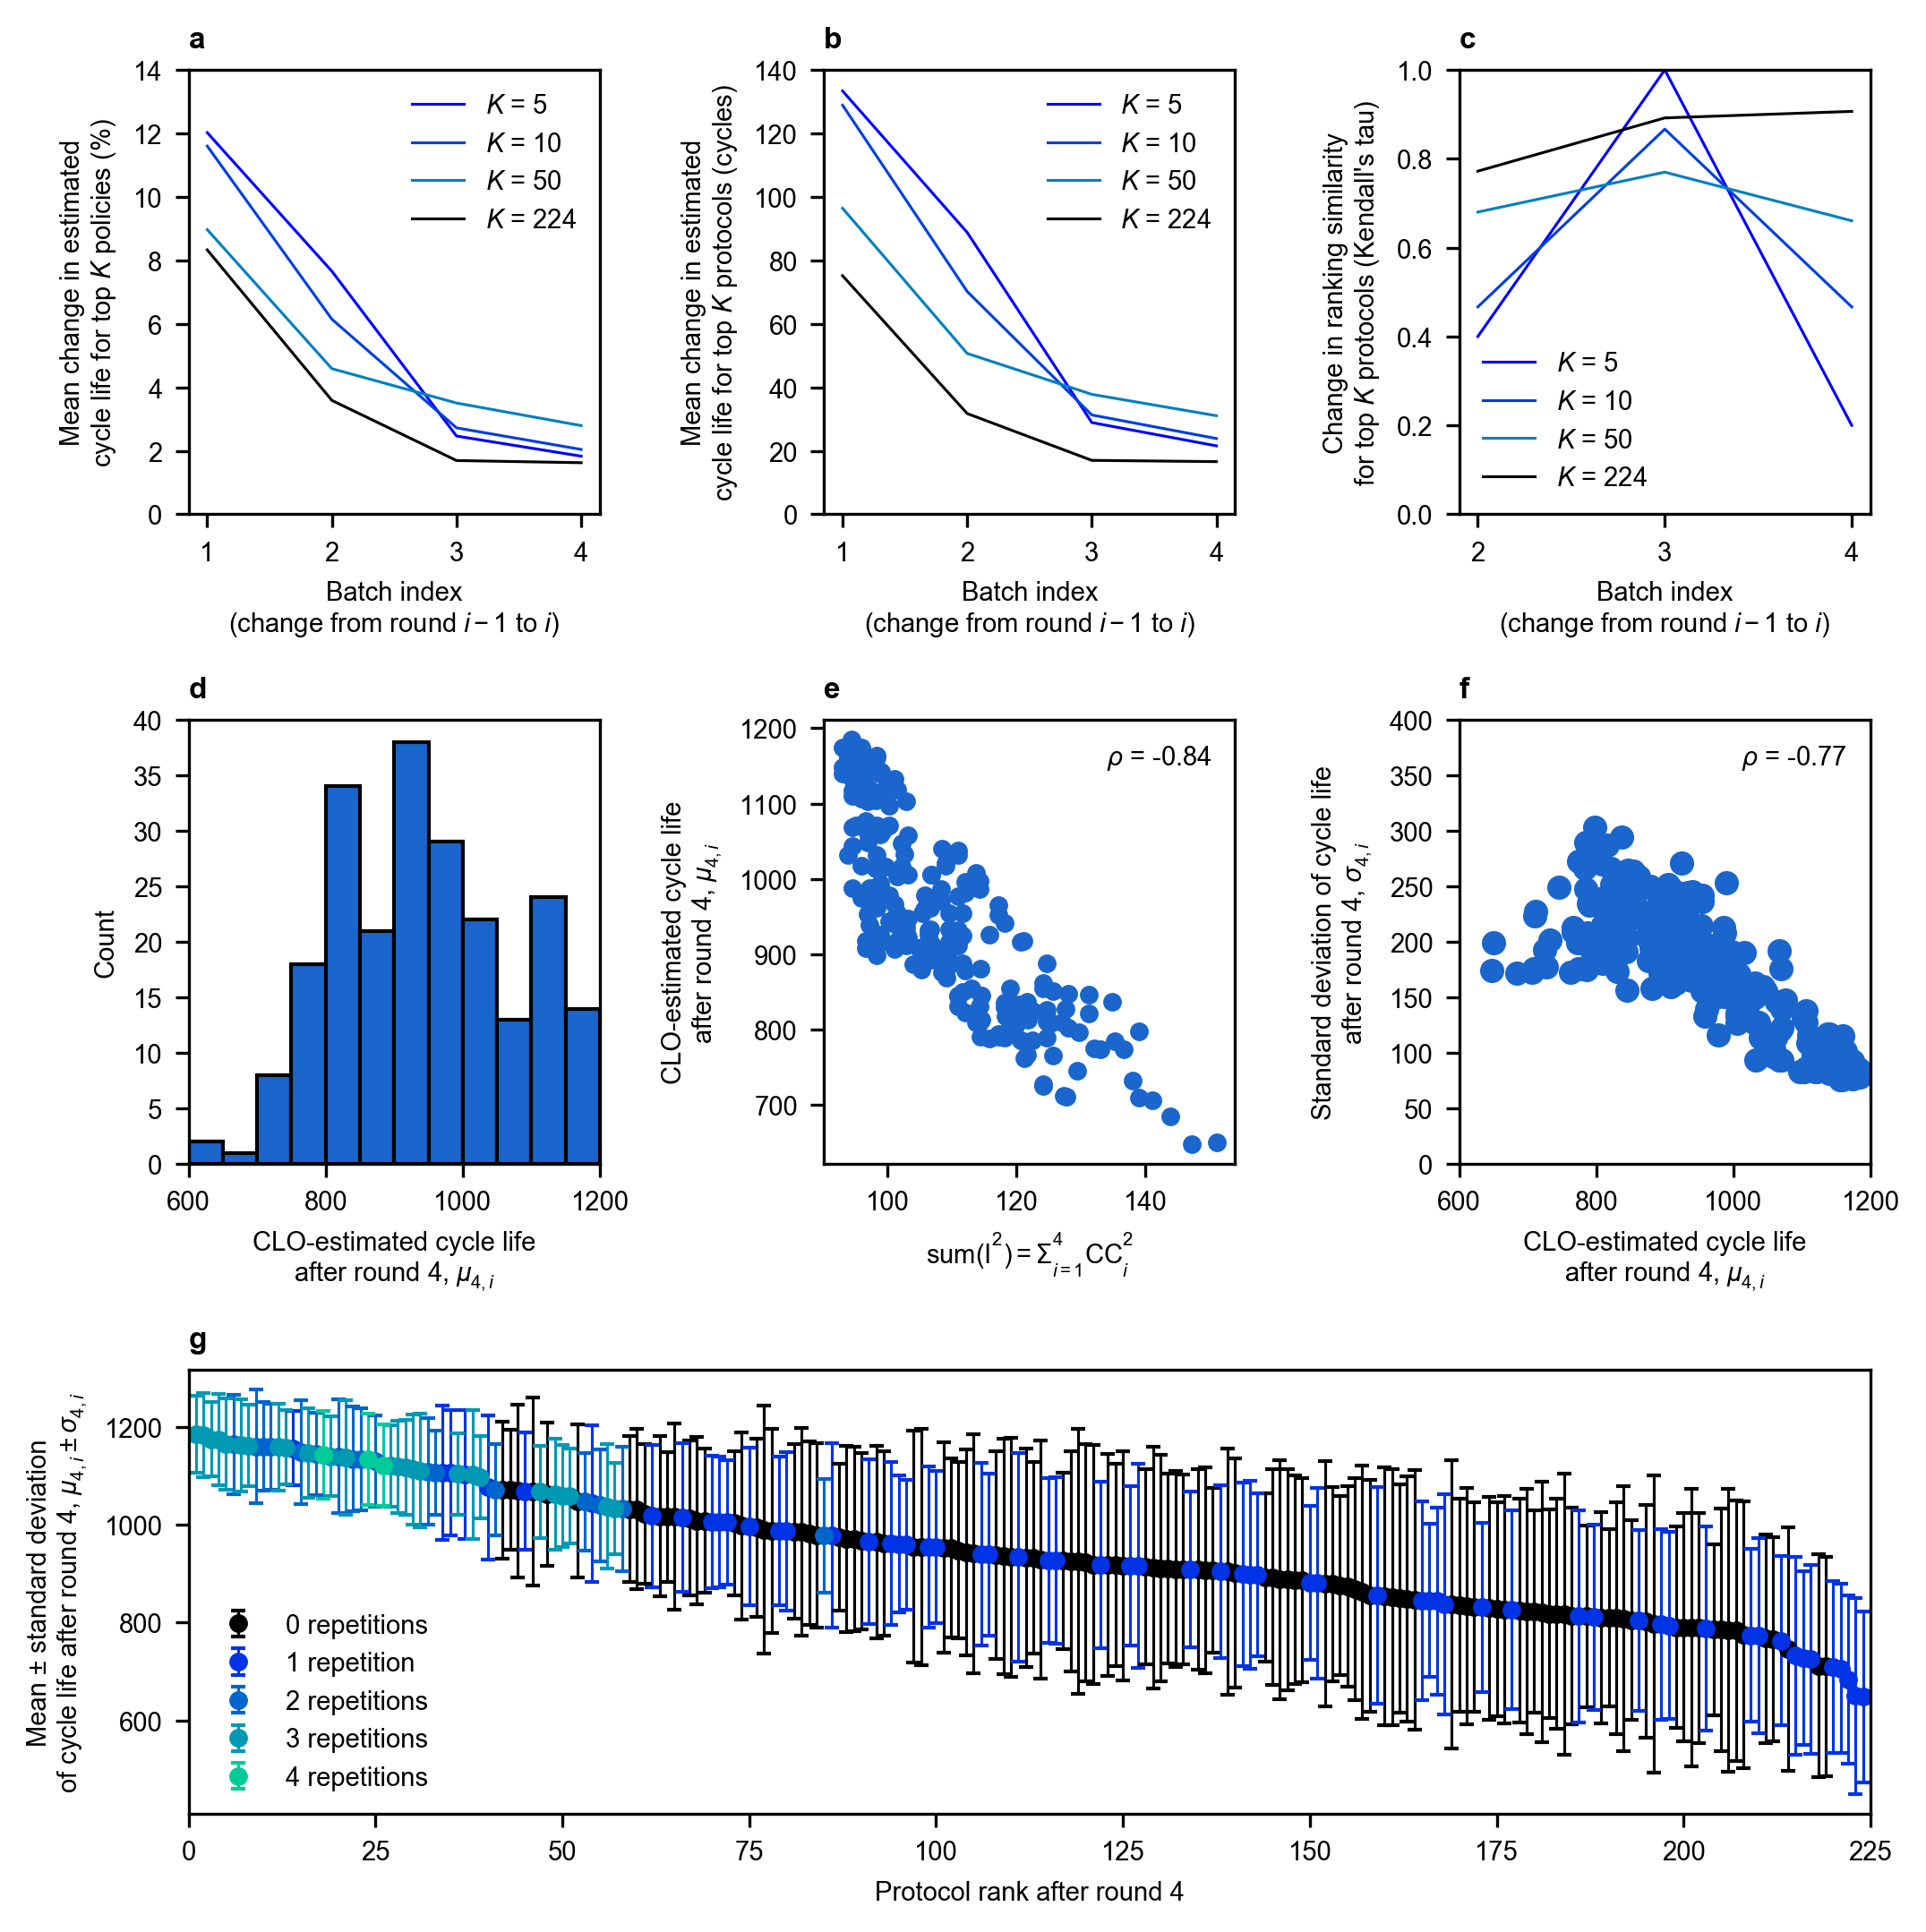 a
14
12
10
8
6
4
2
0
Mean change in estimated
cycle life for top K policies (%)
K = 5
K = 10
K = 50
K = 224
1 2 3 4
Batch index
(change from round i − 1 to i)
b
140
120
100
80
60
40
20
0
Mean change in estimated
cycle life for top K protocols (cycles)
K = 5
K = 10
K = 50
K = 224
1 2 3 4
Batch index
(change from round i − 1 to i)
c
1.0
0.8
0.6
0.4
0.2
0.0
Change in ranking similarity
for top K protocols (Kendall's tau)
K = 5
K = 10
K = 50
K = 224
2 3 4
Batch index
(change from round i − 1 to i)
d
40
35
30
25
20
15
10
5
0
Count
600 800 1000 1200
CLO-estimated cycle life
after round 4, μ4, i
e
1200
1100
1000
900
800
700
CLO-estimated cycle life
after round 4, μ4, i
ρ = -0.84
100 120 140
sum(I²) = Σ⁴i = 1 CC²i
f
400
350
300
250
200
150
100
50
0
Standard deviation of cycle life
after round 4, σ4, i
ρ = -0.77
600 800 1000 1200
CLO-estimated cycle life
after round 4, μ4, i
g
1200
1000
800
600
Mean ± standard deviation
of cycle life after round 4, μ4, i ± σ4, i
0 repetitions
1 repetition
2 repetitions
3 repetitions
4 repetitions
0 25 50 75 100 125 150 175 200 225
Protocol rank after round 4